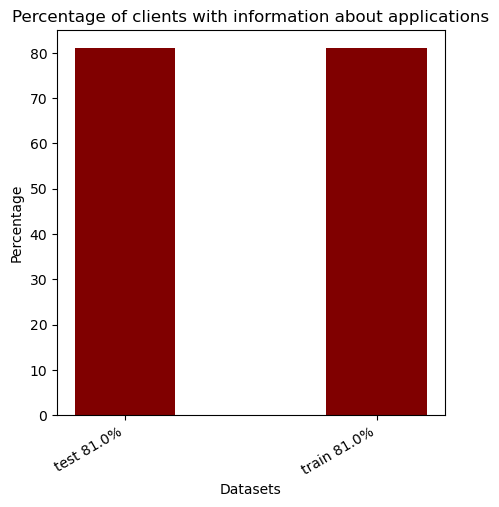 Percentage of clients with information about applications
80
70
60
50
40
30
20
10
0
Percentage
test 81.0%
train 81.0%
Datasets